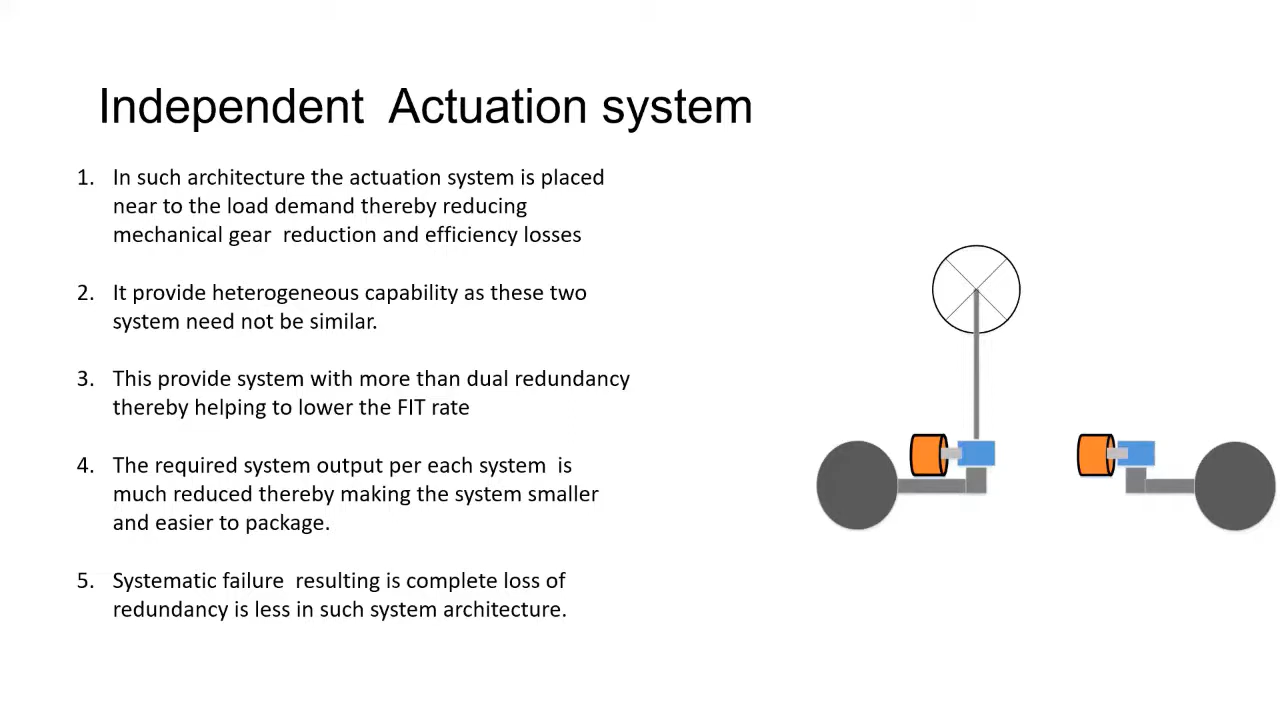 Independent Actuation system
1. In such architecture the actuation system is placed
near to the load demand thereby reducing
mechanical gear reduction and efficiency losses
2. It provide heterogeneous capability as these two
system need not be similar.
3. This provide system with more than dual redundancy
thereby helping to lower the FIT rate
4. The required system output per each system is
much reduced thereby making the system smaller
and easier to package.
5. Systematic failure resulting is complete loss of
redundancy is less in such system architecture.